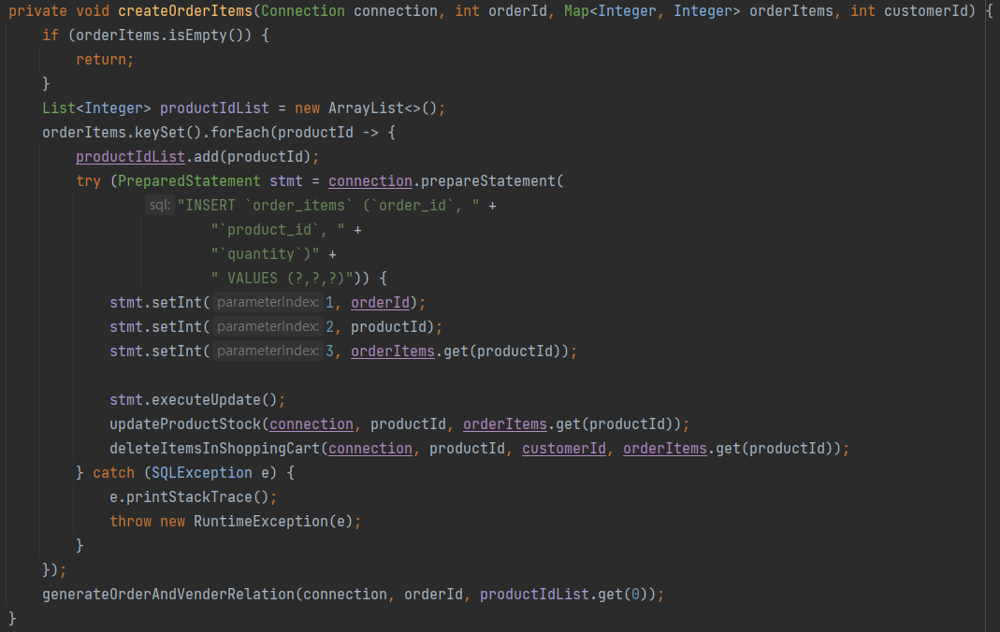 private void createOrderItems(Connection connection, int orderId, Map<Integer, Integer> orderItems, int customerId) {
    if (orderItems.isEmpty()) {
        return;
    }
    List<Integer> productIdList = new ArrayList<>();
    orderItems.keySet().forEach(productId -> {
        productIdList.add(productId);
        try (PreparedStatement stmt = connection.prepareStatement(
                sql: "INSERT `order_items` (`order_id`, " +
                        "`product_id`, " +
                        "`quantity`)" +
                        " VALUES (?,?,?)")) {
            stmt.setInt( parameterIndex: 1, orderId);
            stmt.setInt( parameterIndex: 2, productId);
            stmt.setInt( parameterIndex: 3, orderItems.get(productId));

            stmt.executeUpdate();
            updateProductStock(connection, productId, orderItems.get(productId));
            deleteItemsInShoppingCart(connection, productId, customerId, orderItems.get(productId));
        } catch (SQLException e) {
            e.printStackTrace();
            throw new RuntimeException(e);
        }
    });
    generateOrderAndVenderRelation(connection, orderId, productIdList.get(0));
}